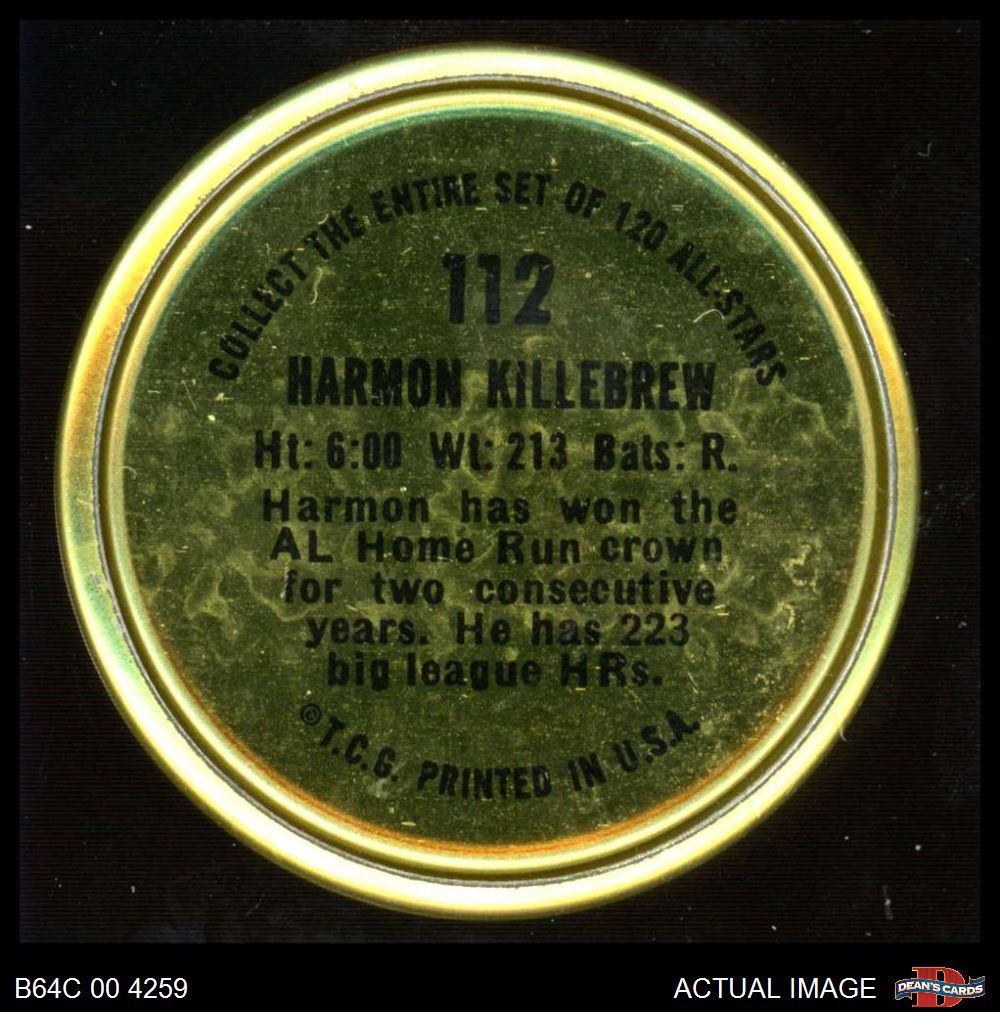 COLLECT THE ENTIRE SET OF 120 ALL-STARS
112
HARMON KILLEBREW
Ht: 6:00 Wt: 213 Bats: R.
Harmon has won the
AL Home Run crown
for two consecutive
years. He has 223
big league HRs.
© T.C.G. PRINTED IN U.S.A.
B64C 00 4259
ACTUAL IMAGE
DEAN'S CARDS